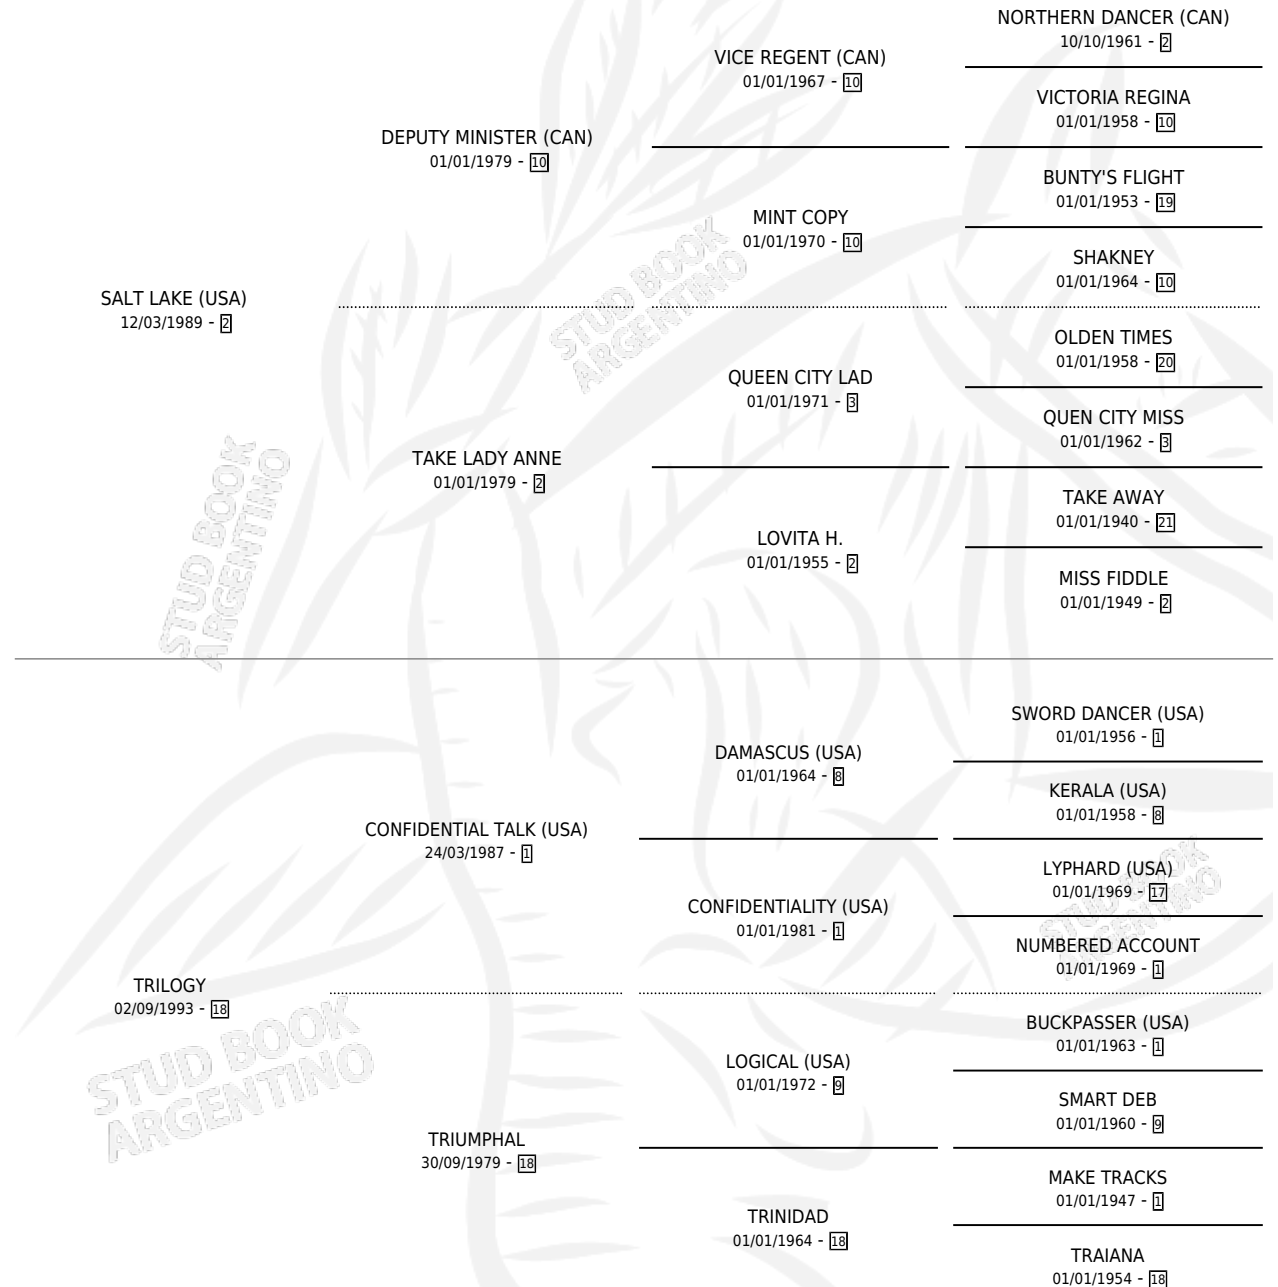 NORTHERN DANCER (CAN)
10/10/1961 - 2
VICE REGENT (CAN)
01/01/1967 - 10
VICTORIA REGINA
01/01/1958 - 10
DEPUTY MINISTER (CAN)
01/01/1979 - 10
BUNTY'S FLIGHT
01/01/1953 - 19
MINT COPY
01/01/1970 - 10
SHAKNEY
01/01/1964 - 10
SALT LAKE (USA)
12/03/1989 - 2
STUD BOOK
ARGENTINO
OLDEN TIMES
01/01/1958 - 20
QUEEN CITY LAD
01/01/1971 - 3
QUEN CITY MISS
01/01/1962 - 3
TAKE LADY ANNE
01/01/1979 - 2
TAKE AWAY
01/01/1940 - 21
LOVITA H.
01/01/1955 - 2
MISS FIDDLE
01/01/1949 - 2
STUD BOOK
ARGENTINO
SWORD DANCER (USA)
01/01/1956 - 1
DAMASCUS (USA)
01/01/1964 - 8
KERALA (USA)
01/01/1958 - 8
CONFIDENTIAL TALK (USA)
24/03/1987 - 1
LYPHARD (USA)
01/01/1969 - 17
CONFIDENTIALITY (USA)
01/01/1981 - 1
STUD BOOK
ARGENTINO
NUMBERED ACCOUNT
01/01/1969 - 1
TRILOGY
02/09/1993 - 18
STUD BOOK
ARGENTINO
BUCKPASSER (USA)
01/01/1963 - 1
LOGICAL (USA)
01/01/1972 - 9
SMART DEB
01/01/1960 - 9
TRIUMPHAL
30/09/1979 - 18
MAKE TRACKS
01/01/1947 - 1
TRINIDAD
01/01/1964 - 18
TRAIANA
01/01/1954 - 18